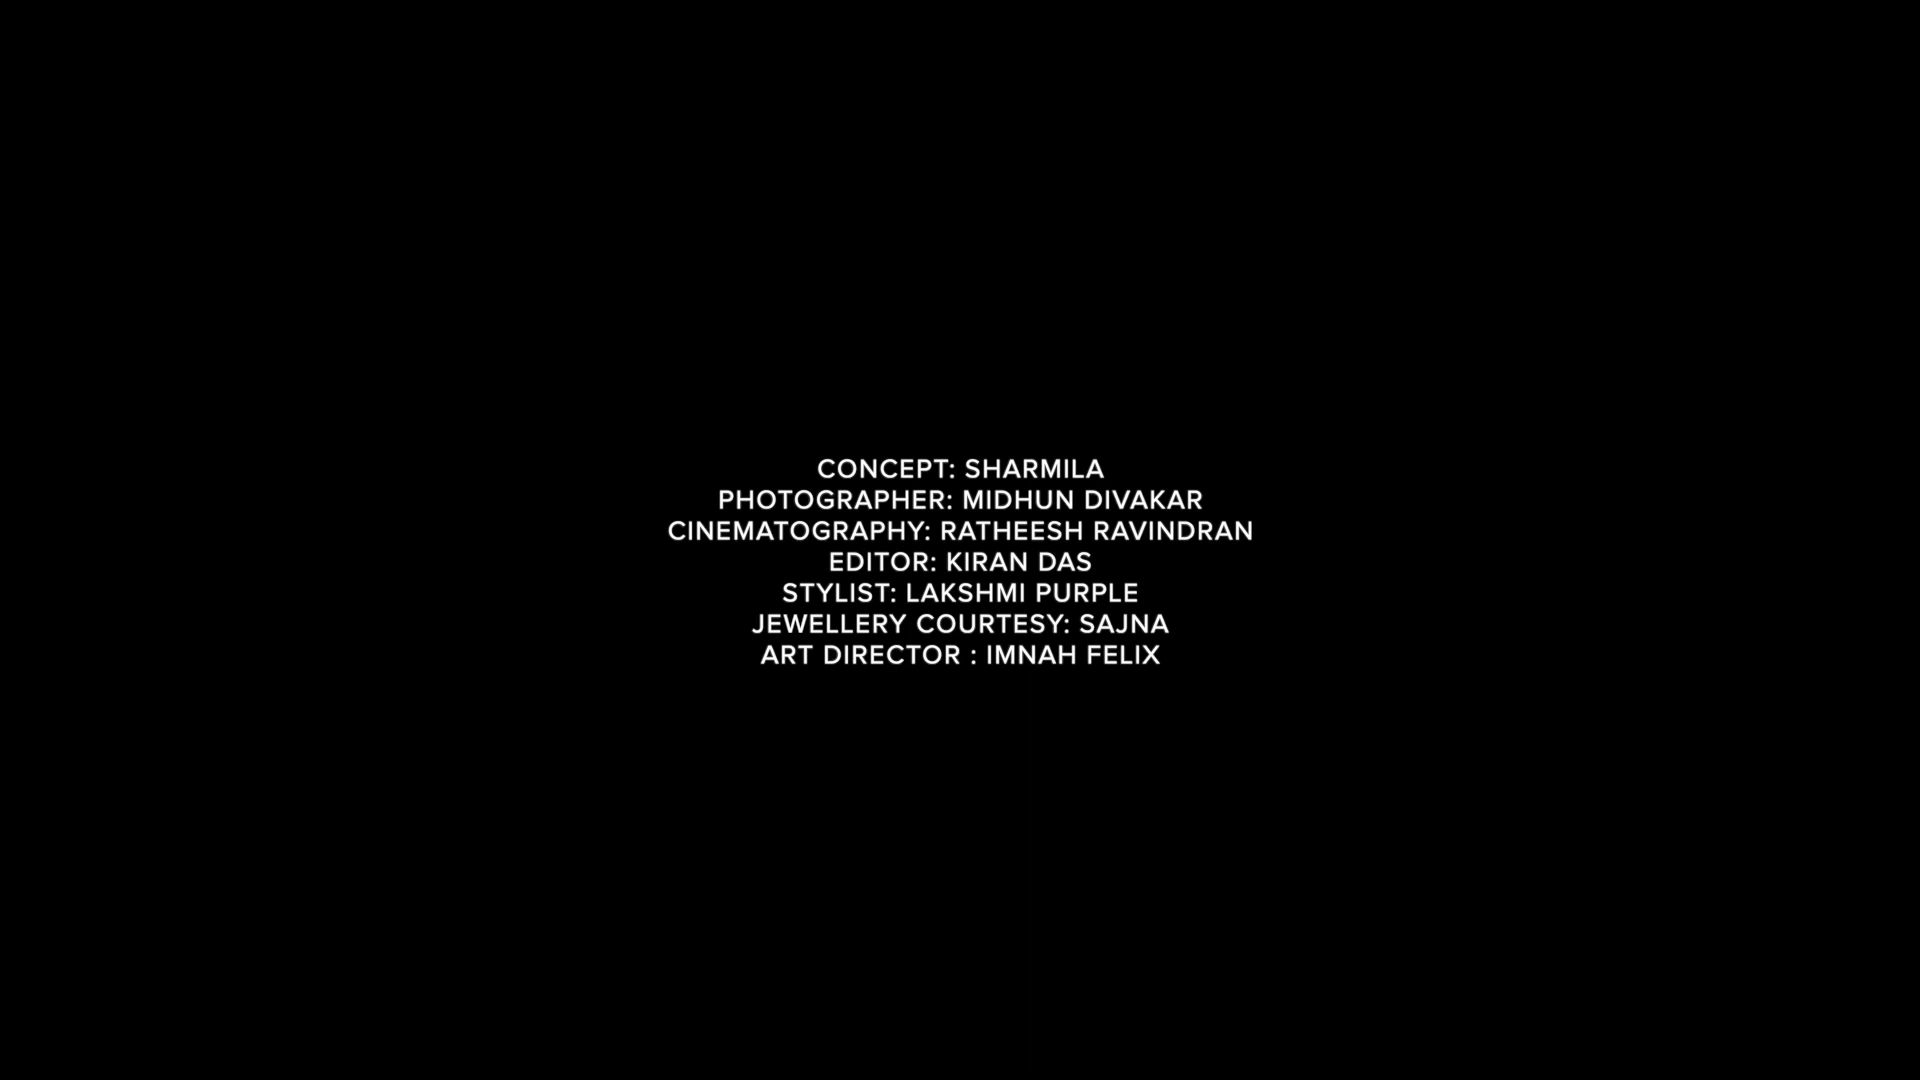 CONCEPT: SHARMILA
PHOTOGRAPHER: MIDHUN DIVAKAR
CINEMATOGRAPHY: RATHEESH RAVINDRAN
EDITOR: KIRAN DAS
STYLIST: LAKSHMI PURPLE
JEWELLERY COURTESY: SAJNA
ART DIRECTOR : IMNAH FELIX